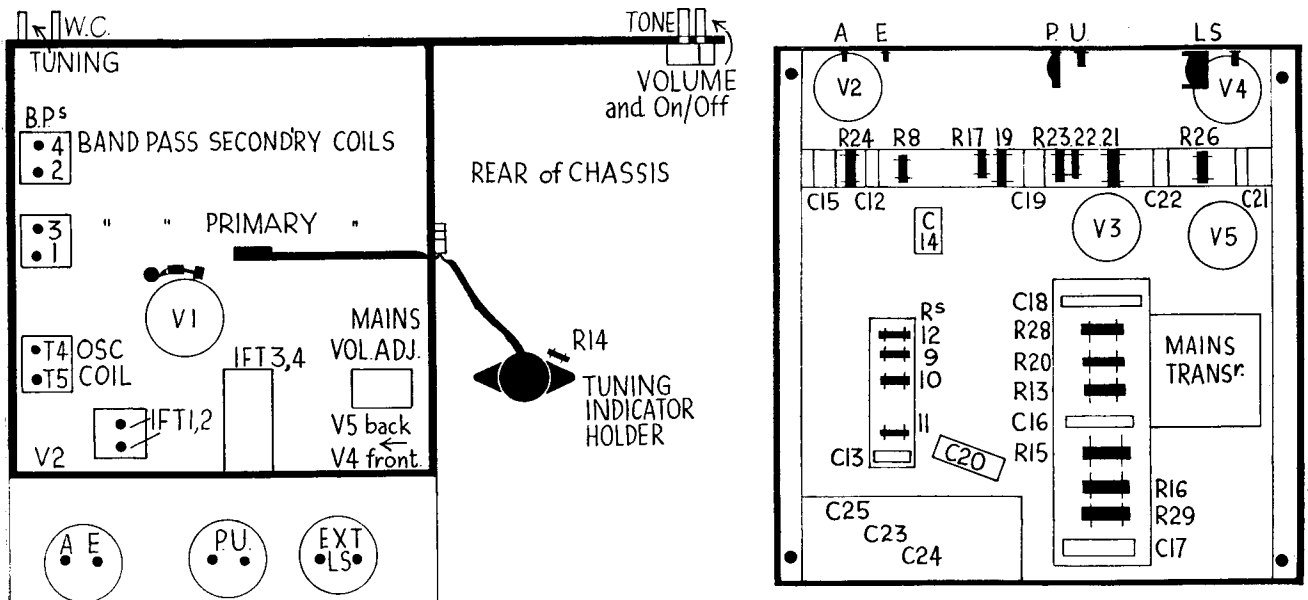 W.C.
TUNING
TONE
VOLUME
and On/Off
B.Ps
4 BAND PASS SECOND'RY COILS
2
REAR of CHASSIS
3 " " PRIMARY "
1
V1
MAINS
VOL. ADJ.
T4 OSC
T5 COIL
IFT 3,4
R14
TUNING
INDICATOR
HOLDER
IFT1,2
V5 back
V4 front.
V2
A E
P.U.
EXT
LS
A E P. U. LS
V2
V4
R24 R8 R17 19 R23.22.21 R26
C15 C12 C19 C22 C21
C
14
V3
V5
Rs
12
9
10
11
C13
C20
C18
R28
R20
R13
C16
R15
R16
R29
C17
MAINS
TRANSr.
C25
C23
C24